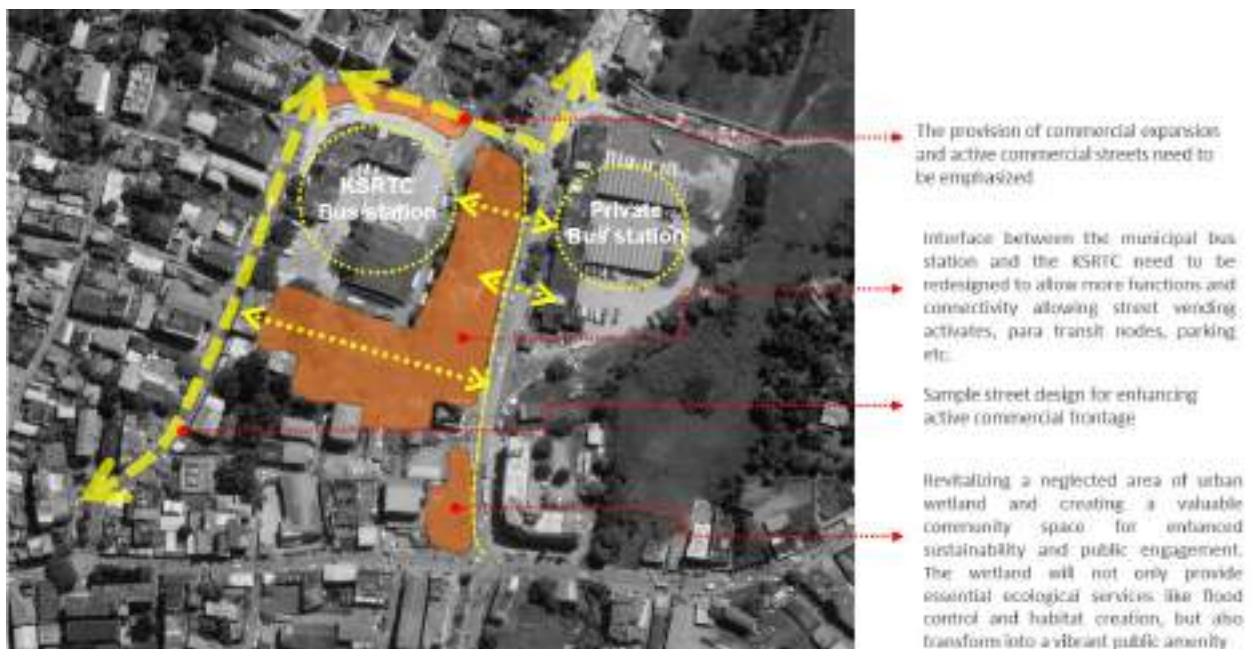 KSRTC
Bus station
Private
Bus station
The provision of commercial expansion
and active commercial streets need to
be emphasized
Interface between the municipal bus
station and the KSRTC need to be
redesigned to allow more functions and
connectivity allowing street vending
activates, para transit nodes, parking
etc.
Sample street design for enhancing
active commercial frontage
Revitalizing a neglected area of urban
wetland and creating a valuable
community space for enhanced
sustainability and public engagement.
The wetland will not only provide
essential ecological services like flood
control and habitat creation, but also
transform into a vibrant public amenity